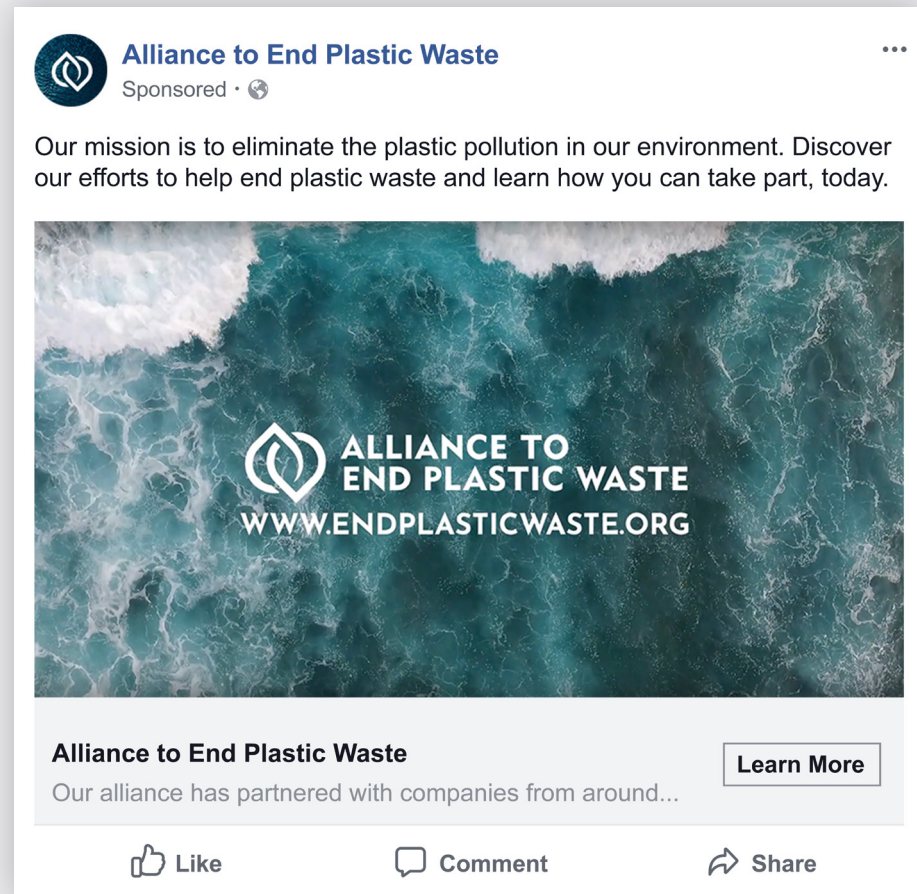 Alliance to End Plastic Waste
Sponsored ·
Our mission is to eliminate the plastic pollution in our environment. Discover
our efforts to help end plastic waste and learn how you can take part, today.
ALLIANCE TO
END PLASTIC WASTE
WWW.ENDPLASTICWASTE.ORG
Alliance to End Plastic Waste
Our alliance has partnered with companies from around...
Learn More
Like
Comment
Share